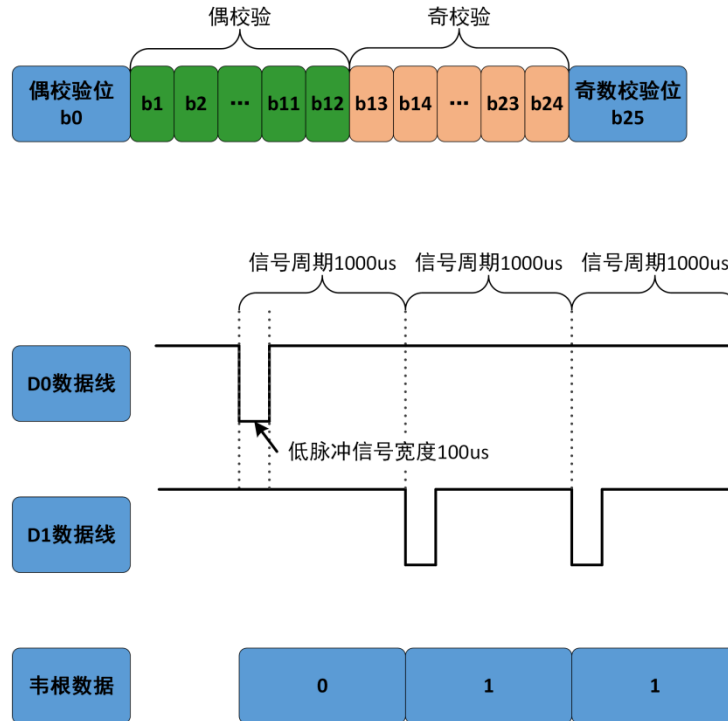 偶校验 奇校验
偶校验位 b0 b1 b2 ··· b11 b12 b13 b14 ··· b23 b24 奇数校验位 b25
信号周期1000us 信号周期1000us 信号周期1000us
D0数据线
低脉冲信号宽度100us
D1数据线
韦根数据 0 1 1